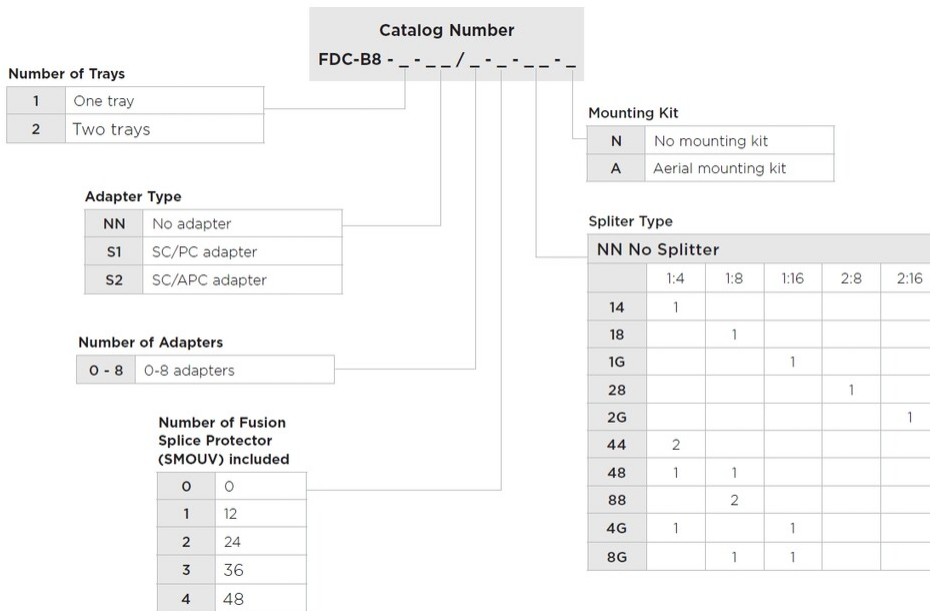 Catalog Number
FDC-B8 - _ - _ _ / _ - _ - _ _ - _
Number of Trays
1 One tray
2 Two trays
Adapter Type
NN No adapter
S1 SC/PC adapter
S2 SC/APC adapter
Number of Adapters
0 - 8 0-8 adapters
Number of Fusion
Splice Protector
(SMOUV) included
0 0
1 12
2 24
3 36
4 48
Mounting Kit
N No mounting kit
A Aerial mounting kit
Spliter Type
NN No Splitter
1:4 1:8 1:16 2:8 2:16
14 1
18 1
1G 1
28 1
2G 1
44 2
48 1 1
88 2
4G 1 1
8G 1 1